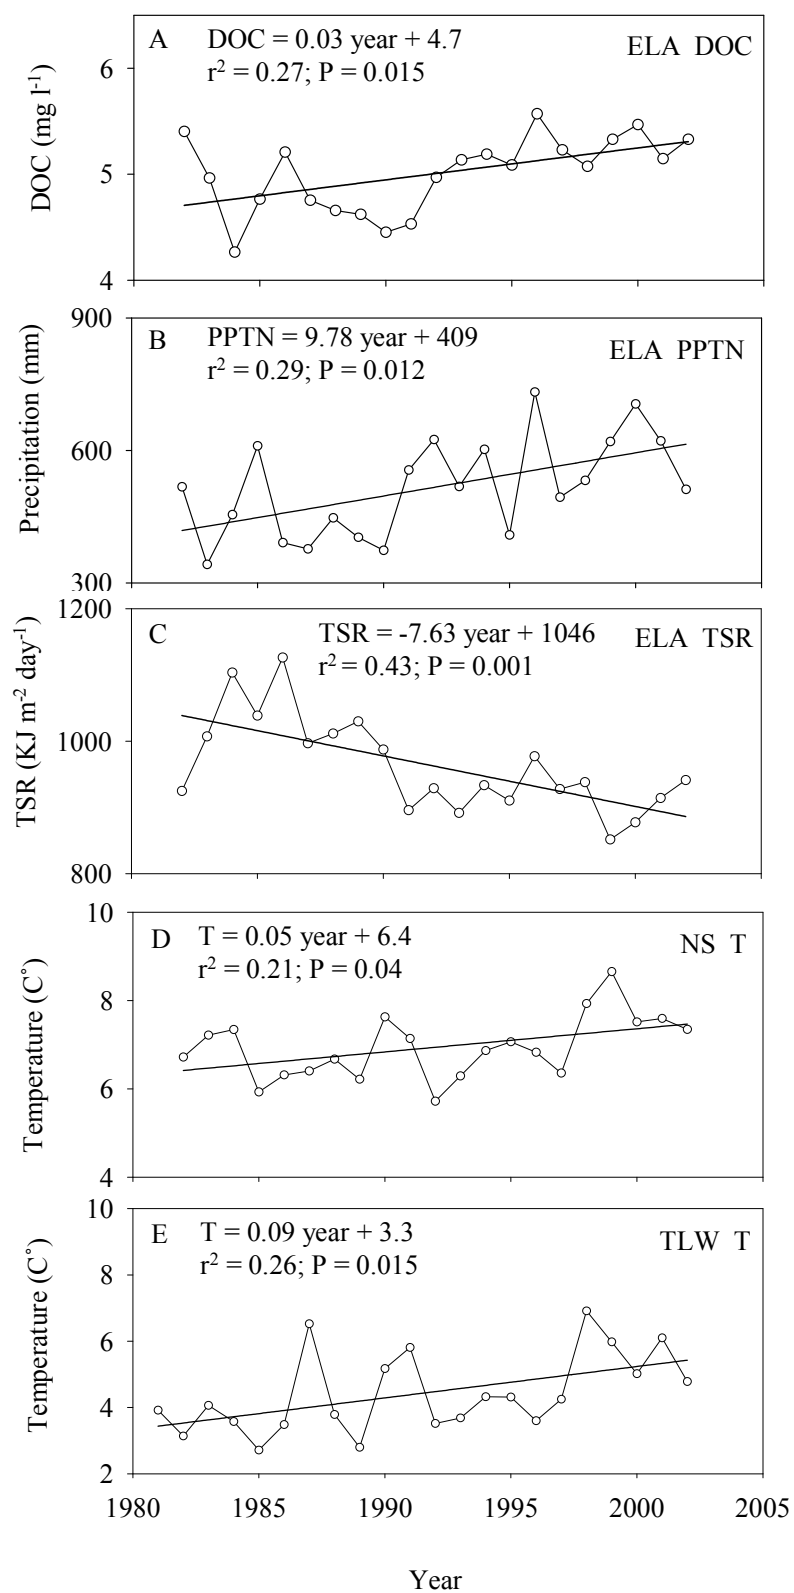 A
DOC = 0.03 year + 4.7
r² = 0.27; P = 0.015
ELA DOC
DOC (mg l⁻¹)
6
5
4
B
PPTN = 9.78 year + 409
r² = 0.29; P = 0.012
ELA PPTN
Precipitation (mm)
900
600
300
C
TSR = -7.63 year + 1046
r² = 0.43; P = 0.001
ELA TSR
TSR (KJ m⁻² day⁻¹)
1200
1000
800
D
T = 0.05 year + 6.4
r² = 0.21; P = 0.04
NS T
Temperature (C°)
10
8
6
4
E
T = 0.09 year + 3.3
r² = 0.26; P = 0.015
TLW T
Temperature (C°)
10
8
6
4
2
1980 1985 1990 1995 2000 2005
Year